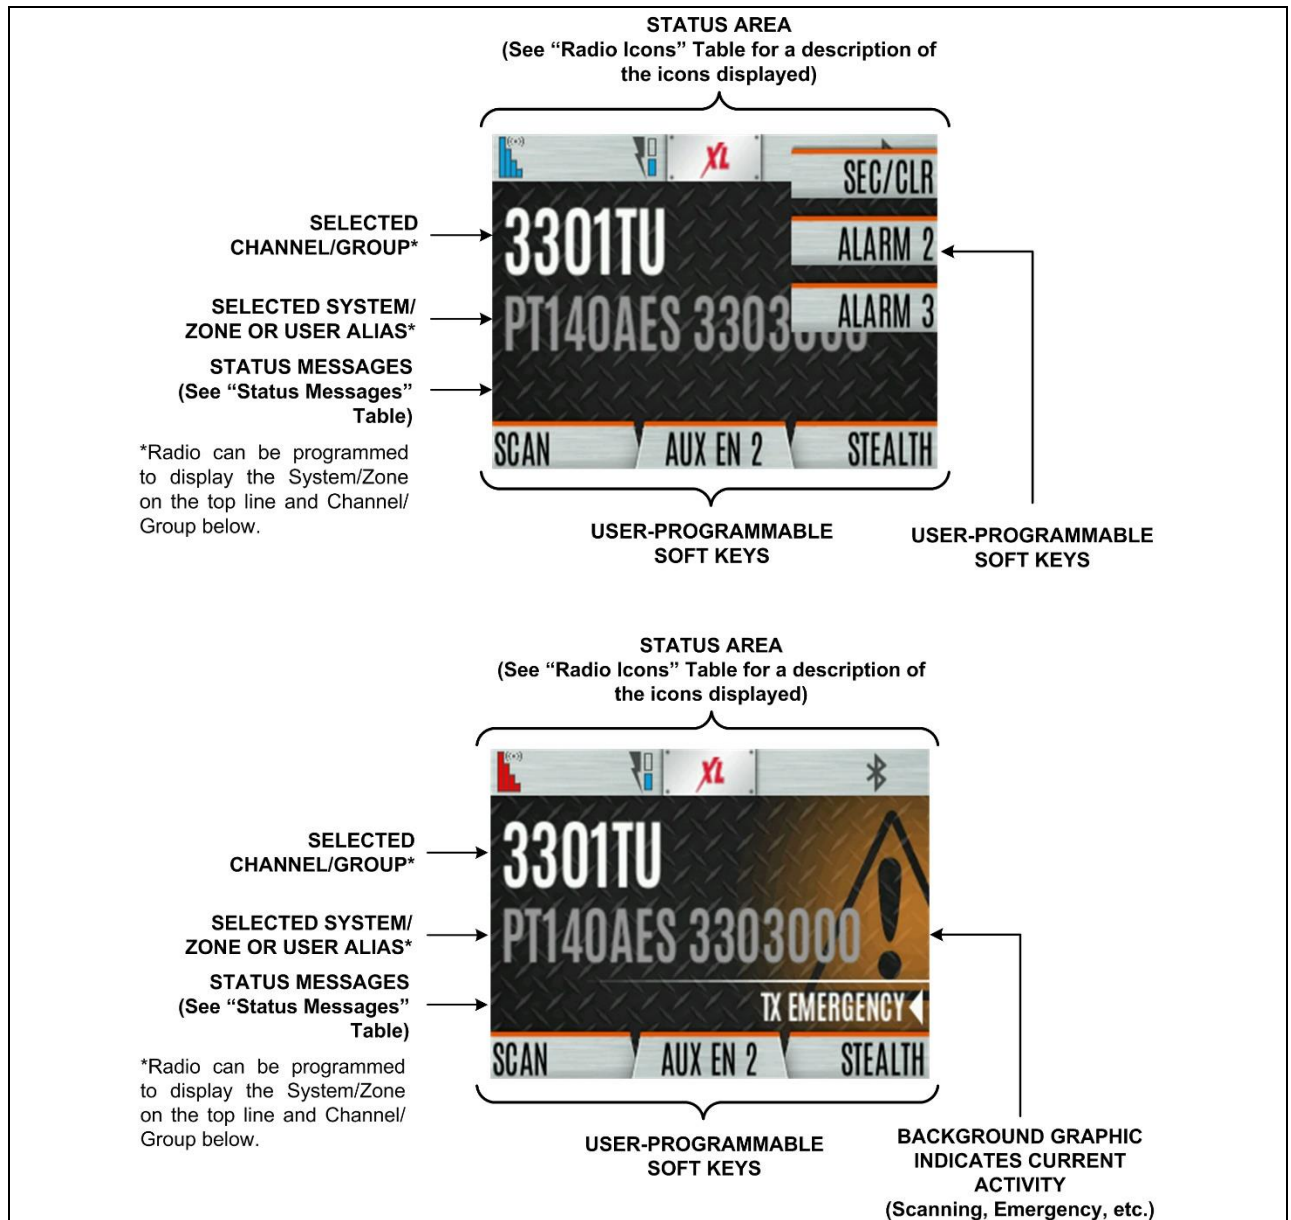 STATUS AREA
(See “Radio Icons” Table for a description of
the icons displayed)
XL
SEC/CLR
ALARM 2
ALARM 3
SELECTED
CHANNEL/GROUP*
3301TU
SELECTED SYSTEM/
ZONE OR USER ALIAS*
PT140AES 3303000
STATUS MESSAGES
(See “Status Messages”
Table)
*Radio can be programmed
to display the System/Zone
on the top line and Channel/
Group below.
SCAN AUX EN 2 STEALTH
USER-PROGRAMMABLE
SOFT KEYS
USER-PROGRAMMABLE
SOFT KEYS
STATUS AREA
(See “Radio Icons” Table for a description of
the icons displayed)
XL
SELECTED
CHANNEL/GROUP*
3301TU
SELECTED SYSTEM/
ZONE OR USER ALIAS*
PT140AES 3303000
STATUS MESSAGES
(See “Status Messages”
Table)
TX EMERGENCY
*Radio can be programmed
to display the System/Zone
on the top line and Channel/
Group below.
SCAN AUX EN 2 STEALTH
USER-PROGRAMMABLE
SOFT KEYS
BACKGROUND GRAPHIC
INDICATES CURRENT
ACTIVITY
(Scanning, Emergency, etc.)